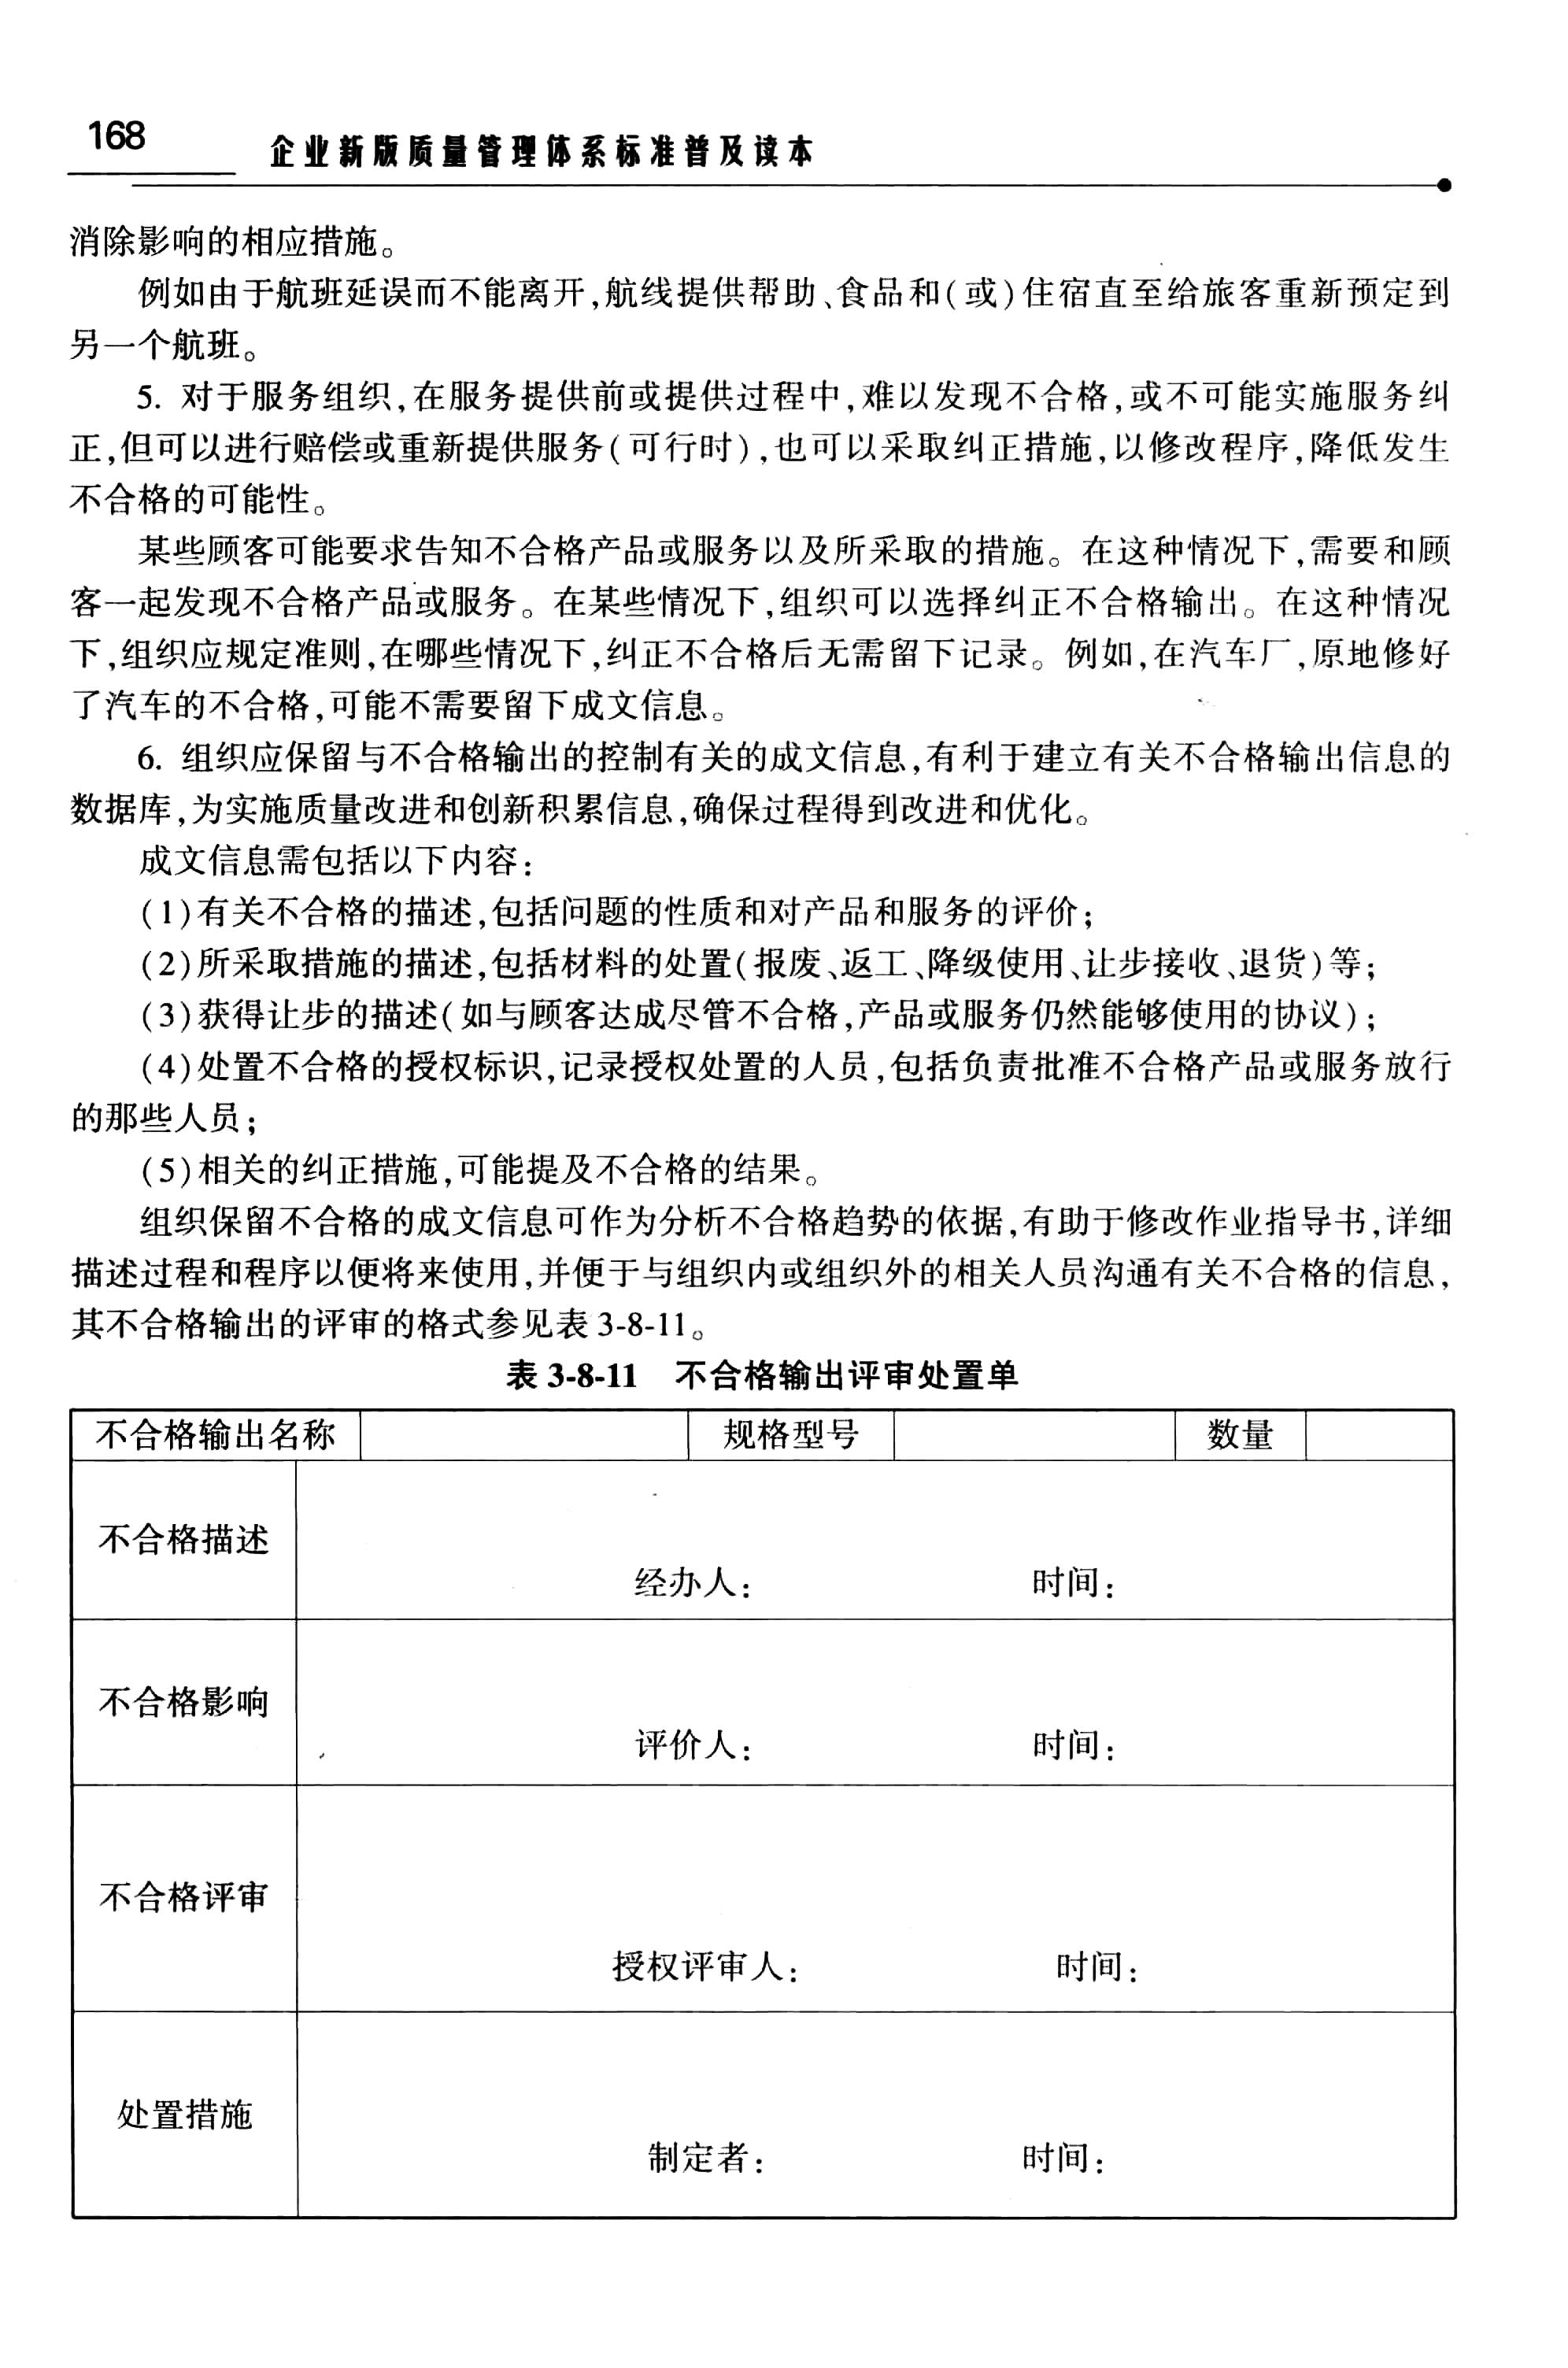 168
企业新版质量管理体系标准普及读本
消除影响的相应措施。
例如由于航班延误而不能离开,航线提供帮助、食品和(或)住宿直至给旅客重新预定到
另一个航班。
5. 对于服务组织,在服务提供前或提供过程中,难以发现不合格,或不可能实施服务纠
正,但可以进行赔偿或重新提供服务(可行时),也可以采取纠正措施,以修改程序,降低发生
不合格的可能性。
某些顾客可能要求告知不合格产品或服务以及所采取的措施。在这种情况下,需要和顾
客一起发现不合格产品或服务。在某些情况下,组织可以选择纠正不合格输出。在这种情况
下,组织应规定准则,在哪些情况下,纠正不合格后无需留下记录。例如,在汽车厂,原地修好
了汽车的不合格,可能不需要留下成文信息。
6. 组织应保留与不合格输出的控制有关的成文信息,有利于建立有关不合格输出信息的
数据库,为实施质量改进和创新积累信息,确保过程得到改进和优化。
成文信息需包括以下内容:
(1)有关不合格的描述,包括问题的性质和对产品和服务的评价;
(2)所采取措施的描述,包括材料的处置(报废、返工、降级使用、让步接收、退货)等;
(3)获得让步的描述(如与顾客达成尽管不合格,产品或服务仍然能够使用的协议);
(4)处置不合格的授权标识,记录授权处置的人员,包括负责批准不合格产品或服务放行
的那些人员;
(5)相关的纠正措施,可能提及不合格的结果。
组织保留不合格的成文信息可作为分析不合格趋势的依据,有助于修改作业指导书,详细
描述过程和程序以便将来使用,并便于与组织内或组织外的相关人员沟通有关不合格的信息,
其不合格输出的评审的格式参见表 3-8-11。
表 3-8-11 不合格输出评审处置单
不合格输出名称 规格型号 数量
不合格描述
经办人: 时间:
不合格影响
评价人: 时间:
不合格评审
授权评审人: 时间:
处置措施
制定者: 时间: